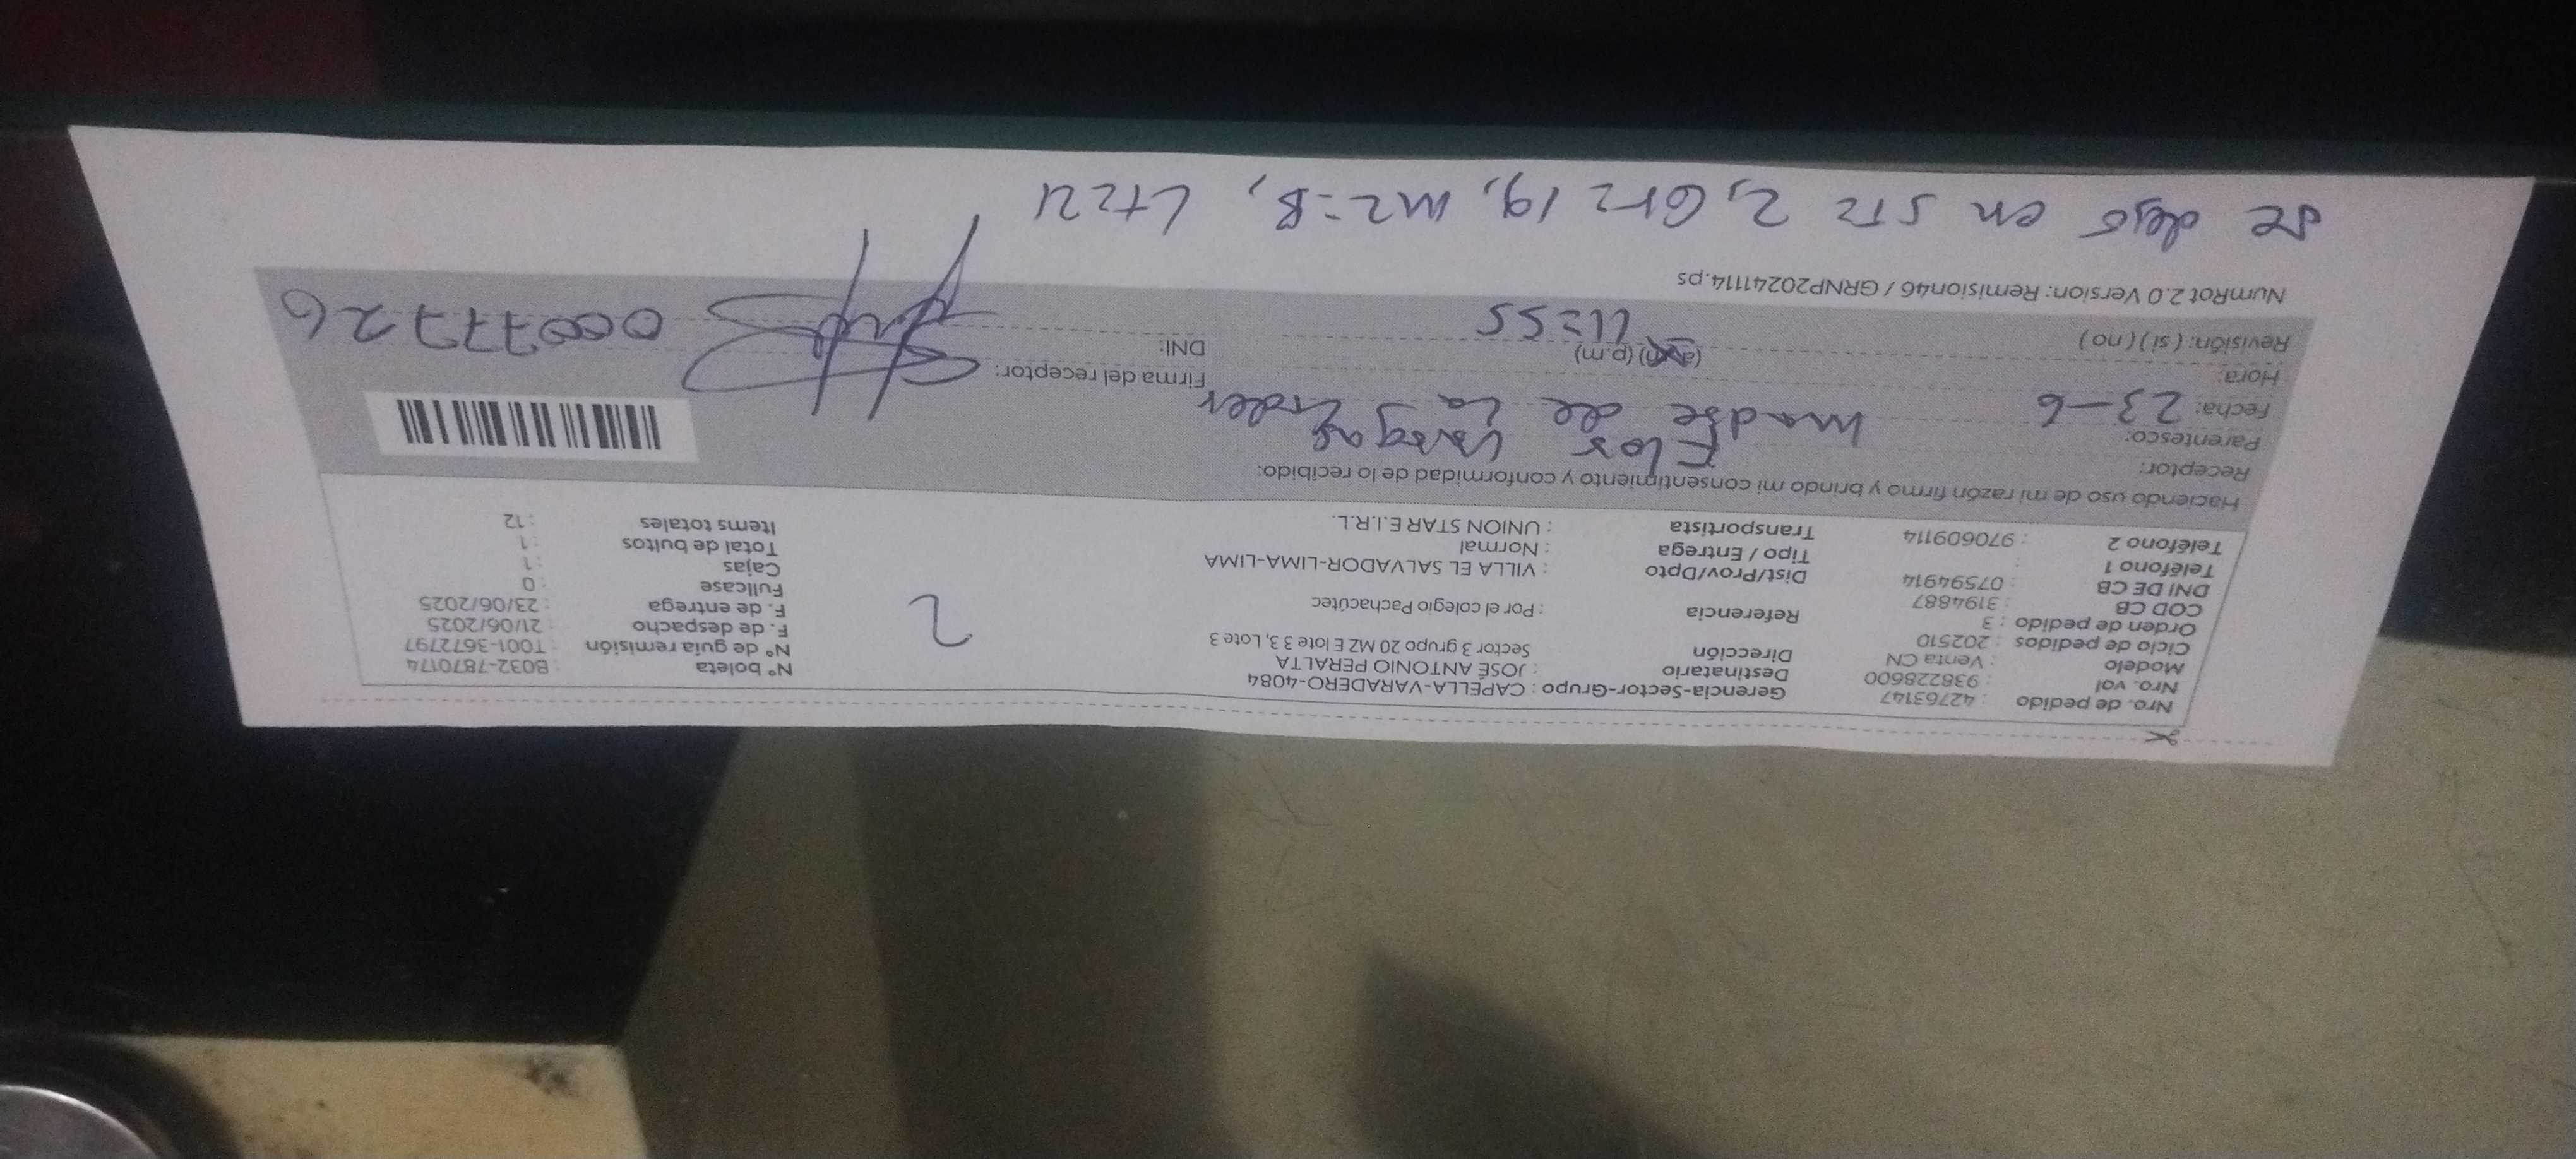 Nro. de pedido : 42763147
Nro. vol : 938228600
Modelo : Venta CN
Ciclo de pedidos : 202510
Orden de pedido : 3
COD CB : 3194887
DNI DE CB : 07594914
Teléfono 1 :
Teléfono 2 : 970609114
Gerencia-Sector-Grupo : CAPELLA-VARADERO-4084
Destinatario : JOSÉ ANTONIO PERALTA
Dirección Sector 3 grupo 20 MZ E lote 3 3, Lote 3
Referencia : Por el colegio Pachacútec
Dist/Prov/Dpto : VILLA EL SALVADOR-LIMA-LIMA
Tipo / Entrega : Normal
Transportista : UNION STAR E.I.R.L.
2
N° boleta : B032-7870174
N° de guía remisión : T001-3672797
F. de despacho : 21/06/2025
F. de entrega : 23/06/2025
Fullcase : 0
Cajas : 1
Total de bultos : 1
Items totales : 12
Haciendo uso de mi razón firmo y brindo mi consentimiento y conformidad de lo recibido:
Receptor: Flor Vargas
Parentesco: madre de la
Fecha: 23-6
Hora: (a.m) (p.m) 11=55
Revisión: ( si ) ( no )
Firma del receptor:
DNI: 00077726
NumRot 2.0 Version: Remision46 / GRNP20241114.ps
se dejó en 2, Gr= 19, mz=B,